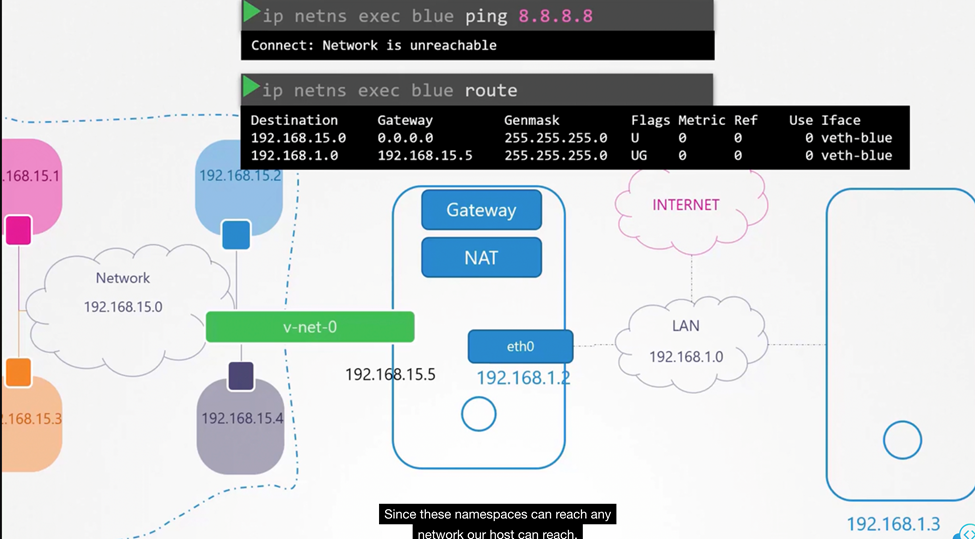 ip netns exec blue ping 8.8.8.8
Connect: Network is unreachable
ip netns exec blue route
Destination Gateway Genmask Flags Metric Ref Use Iface
192.168.15.0 0.0.0.0 255.255.255.0 U 0 0 0 veth-blue
192.168.1.0 192.168.15.5 255.255.255.0 UG 0 0 0 veth-blue
.168.15.1
192.168.15.2
Gateway
NAT
INTERNET
Network
192.168.15.0
v-net-0
eth0
LAN
192.168.1.0
192.168.15.5
192.168.1.2
2.168.15.3
192.168.15.4
192.168.1.3
Since these namespaces can reach any
network our host can reach.